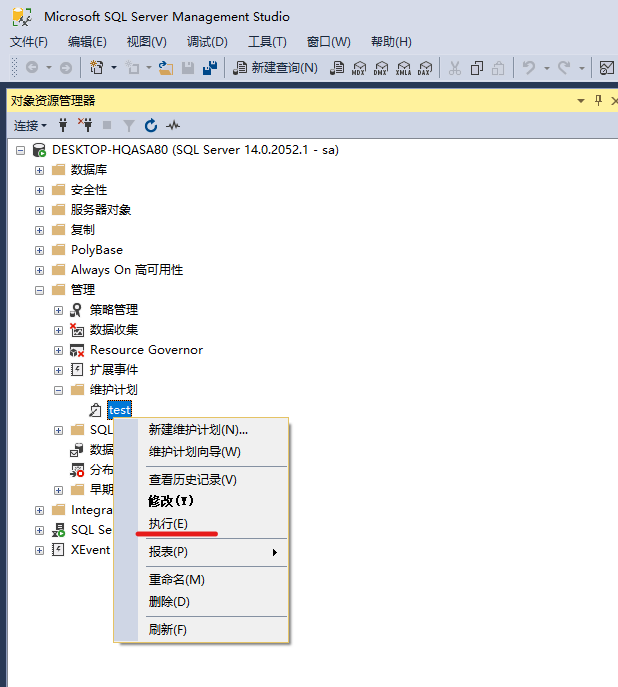 Microsoft SQL Server Management Studio
文件(F) 编辑(E) 视图(V) 调试(D) 工具(T) 窗口(W) 帮助(H)
新建查询(N) MDX DMX XMLA DAX
对象资源管理器
连接
DESKTOP-HQASA80 (SQL Server 14.0.2052.1 - sa)
数据库
安全性
服务器对象
复制
PolyBase
Always On 高可用性
管理
策略管理
数据收集
Resource Governor
扩展事件
维护计划
test
SQL
数据
分布
早期
Integra
SQL Se
XEvent
新建维护计划(N)...
维护计划向导(W)
查看历史记录(V)
修改(Y)
执行(E)
报表(P)
重命名(M)
删除(D)
刷新(F)